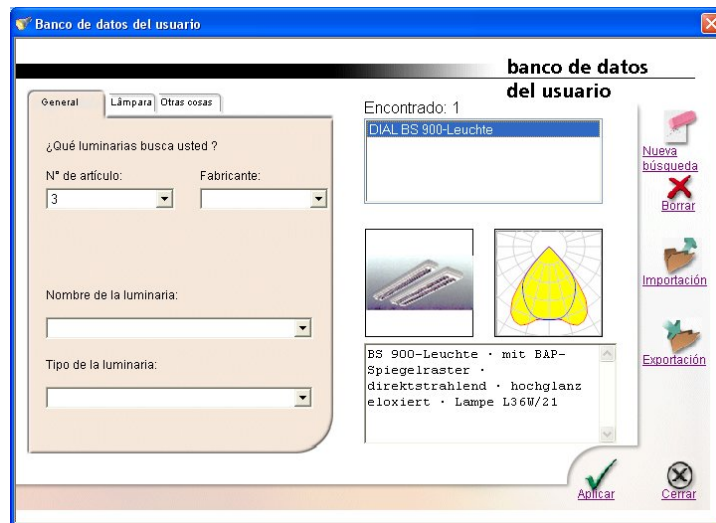 Banco de datos del usuario
banco de datos
del usuario
General
Lâmpara
Otras cosas
¿Qué luminarias busca usted ?
N° de artículo:
Fabricante:
3
Nombre de la luminaria:
Tipo de la luminaria:
Encontrado: 1
DIAL BS 900-Leuchte
BS 900-Leuchte · mit BAP-
Spiegelraster ·
direktstrahlend · hochglanz
eloxiert · Lampe L36W/21
Nueva
búsqueda
Borrar
Importación
Exportación
Aplicar
Cerrar